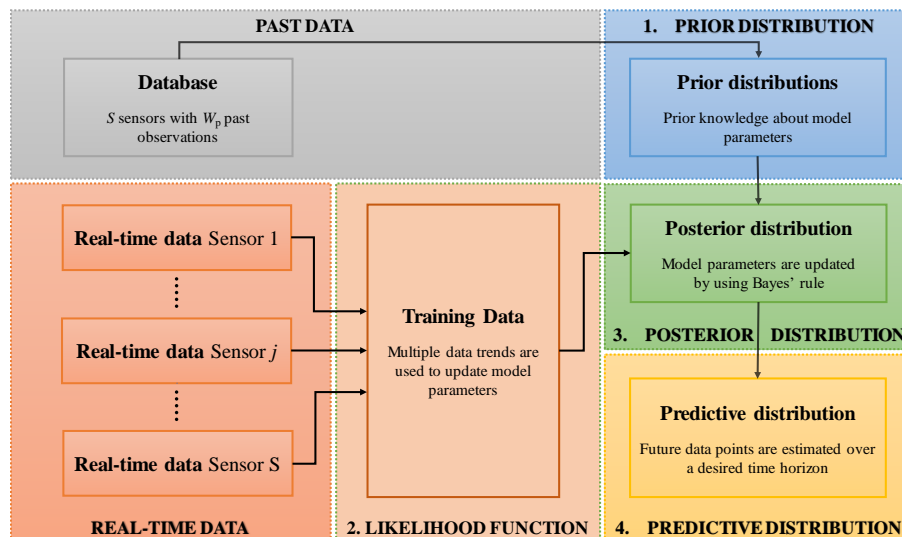 PAST DATA
Database
S sensors with Wp past
observations
1. PRIOR DISTRIBUTION
Prior distributions
Prior knowledge about model
parameters
Real-time data Sensor 1
Real-time data Sensor j
Real-time data Sensor S
REAL-TIME DATA
Training Data
Multiple data trends are
used to update model
parameters
2. LIKELIHOOD FUNCTION
Posterior distribution
Model parameters are updated
by using Bayes’ rule
3. POSTERIOR DISTRIBUTION
Predictive distribution
Future data points are estimated over
a desired time horizon
4. PREDICTIVE DISTRIBUTION